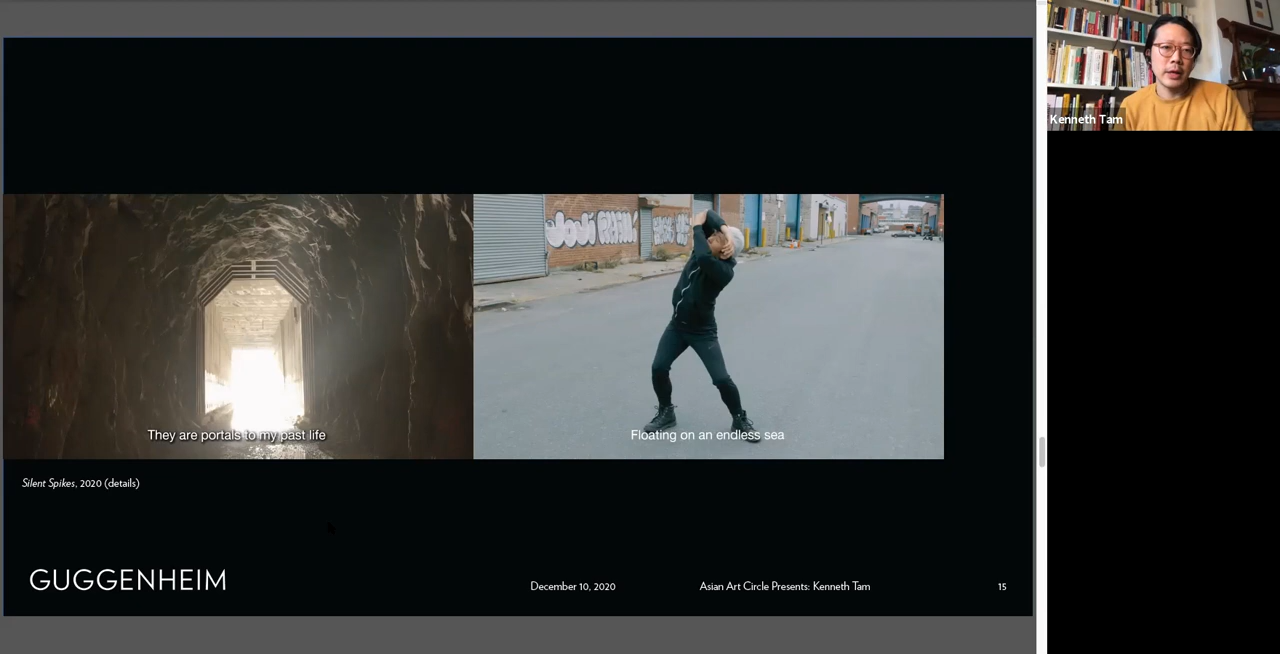 Kenneth Tam
They are portals to my past life
Floating on an endless sea
Silent Spikes, 2020 (details)
GUGGENHEIM
December 10, 2020
Asian Art Circle Presents: Kenneth Tam
15